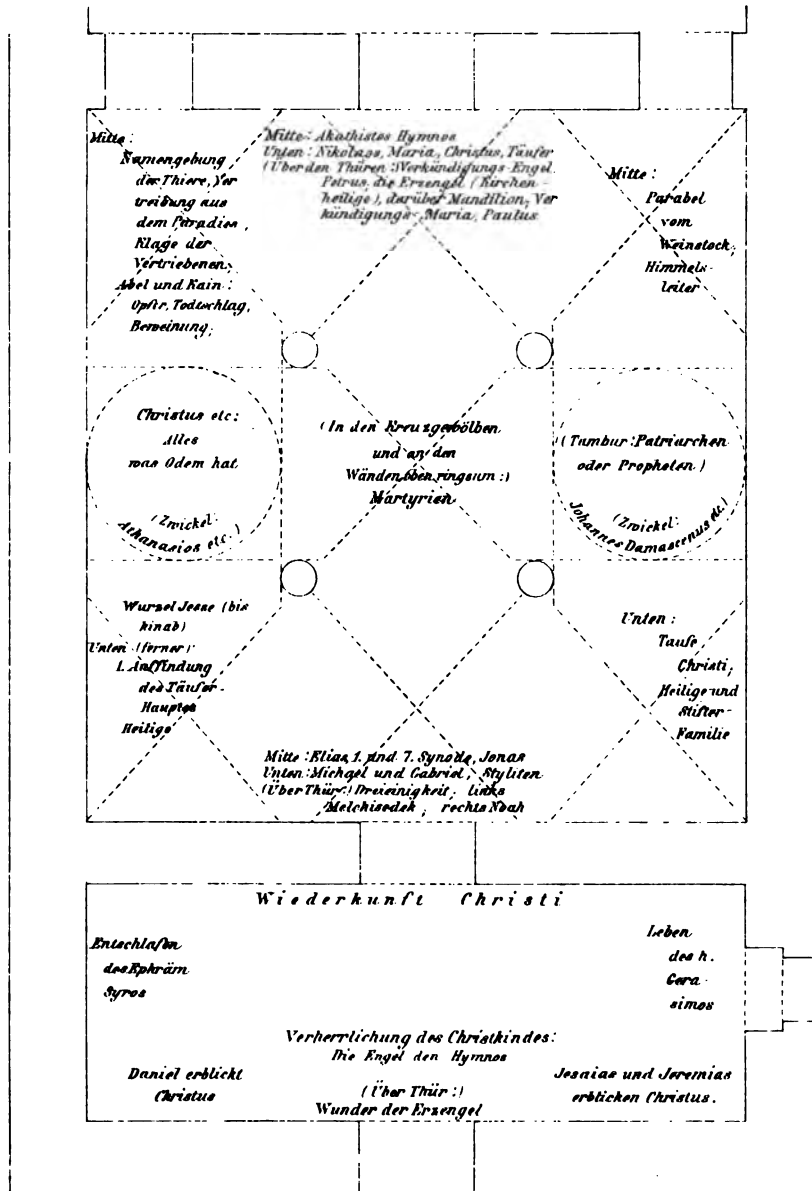 Mitte:
Namengebung
der Thiere, Ver
treibung aus
dem Paradies,
Klage der
Vertriebenen,
Abel und Kain:
Opfer, Todtschlag,
Beweinung,
Mitte: Akathistos Hymnos
Unten: Nikolaos, Maria, Christus, Täufer
(Über den Thüren:) Verkündigungs-Engel.
Petrus, die Erzengel (Kirchen-
heilige), darüber Mandilion, Ver
kündigungs-Maria, Paulus
Mitte:
Parabel
vom
Weinstock,
Himmels-
leiter
Christus etc:
Alles
was Odem hat
(Zwickel:
Athanasios etc.)
(In den Kreuzgewölben
und an den
Wänden oben ringsum:)
Martyrien
(Tambur: Patriarchen
oder Propheten)
(Zwickel:
Johannes Damascenus etc.)
Wurzel Jesse (bis
hinab)
Unten (ferner):
1. Auffindung
des Täufer-
Hauptes
Heilige
Unten:
Taufe
Christi,
Heilige und
Stifter-
Familie
Mitte: Elias, 1. und 7. Synode, Jonas
Unten: Michael und Gabriel, Styliten
(Über Thür:) Dreieinigkeit, links
Melchisedek, rechts Noah
Wiederkunft Christi
Entschlafen
des Ephräm
Syros
Leben
des h.
Gera-
simos
Verherrlichung des Christkindes:
Die Engel den Hymnos
Daniel erblickt
Christus
(Über Thür:)
Wunder der Erzengel
Jesaias und Jeremias
erblicken Christus.